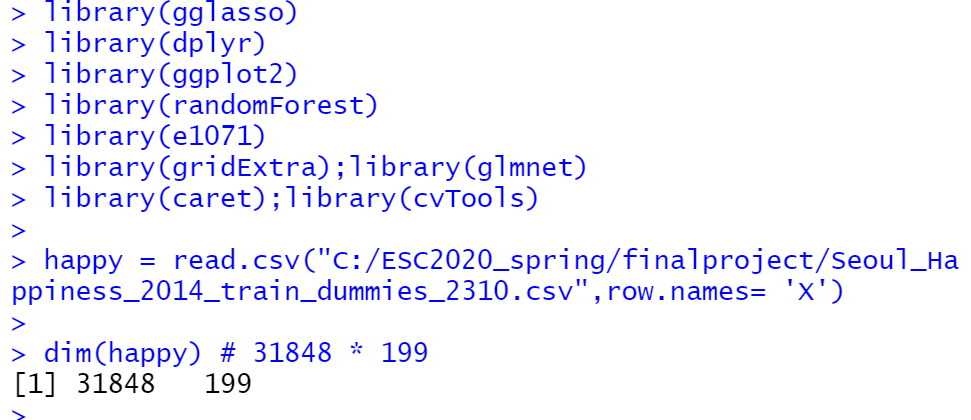 > library(gglasso)
> library(dplyr)
> library(ggplot2)
> library(randomForest)
> library(e1071)
> library(gridExtra);library(glmnet)
> library(caret);library(cvTools)
>
> happy = read.csv("C:/ESC2020_spring/finalproject/Seoul_Ha
ppiness_2014_train_dummies_2310.csv",row.names= 'X')
>
> dim(happy) # 31848 * 199
[1] 31848   199
>